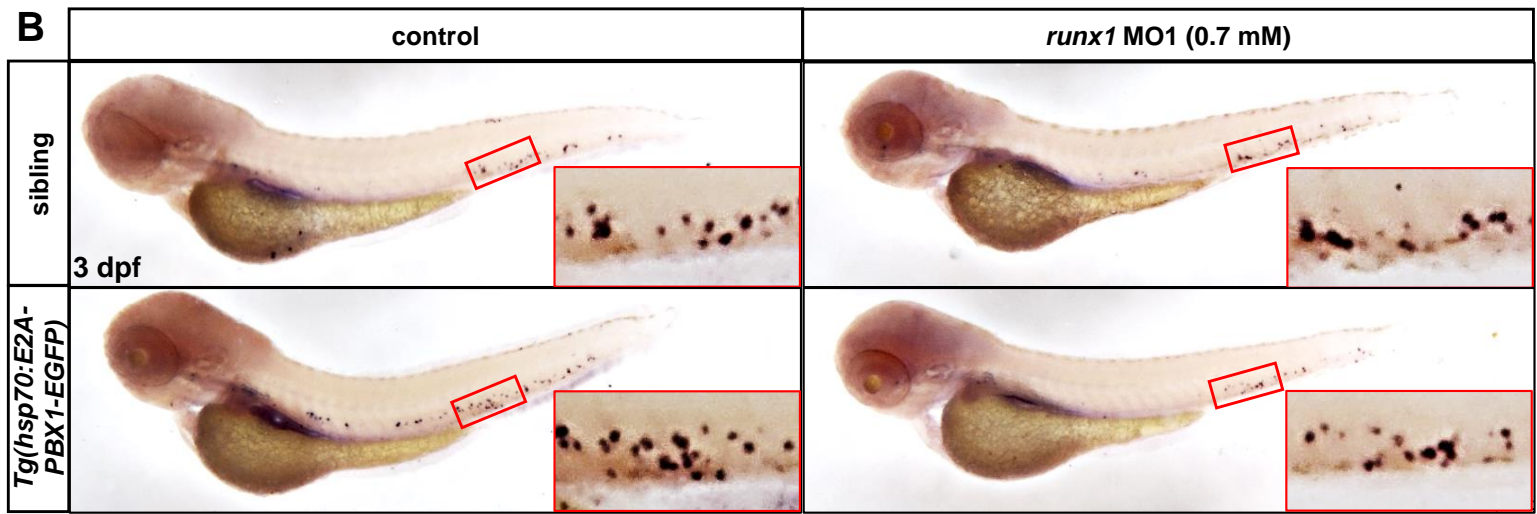 B
control
runx1 MO1 (0.7 mM)
sibling
3 dpf
Tg(hsp70:E2A-
PBX1-EGFP)